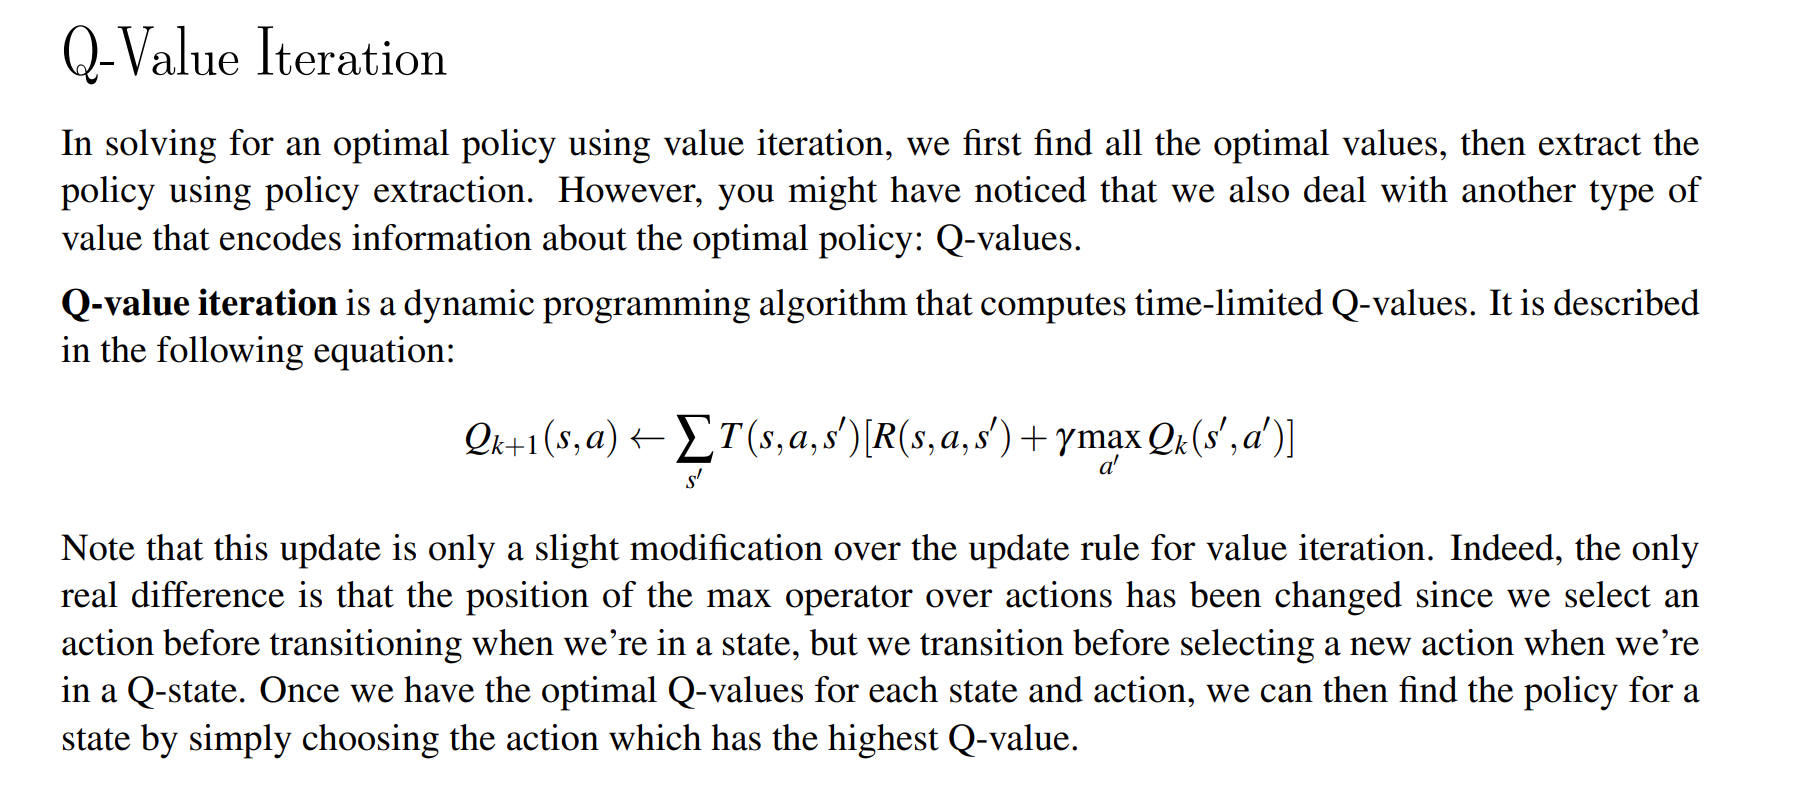 Q-Value Iteration
In solving for an optimal policy using value iteration, we first find all the optimal values, then extract the
policy using policy extraction. However, you might have noticed that we also deal with another type of
value that encodes information about the optimal policy: Q-values.
Q-value iteration is a dynamic programming algorithm that computes time-limited Q-values. It is described
in the following equation:
Qₖ₊₁(s,a) ← ∑_{s′} T(s,a,s′)[R(s,a,s′) + γ max_{a′} Qₖ(s′,a′)]
Note that this update is only a slight modification over the update rule for value iteration. Indeed, the only
real difference is that the position of the max operator over actions has been changed since we select an
action before transitioning when we’re in a state, but we transition before selecting a new action when we’re
in a Q-state. Once we have the optimal Q-values for each state and action, we can then find the policy for a
state by simply choosing the action which has the highest Q-value.